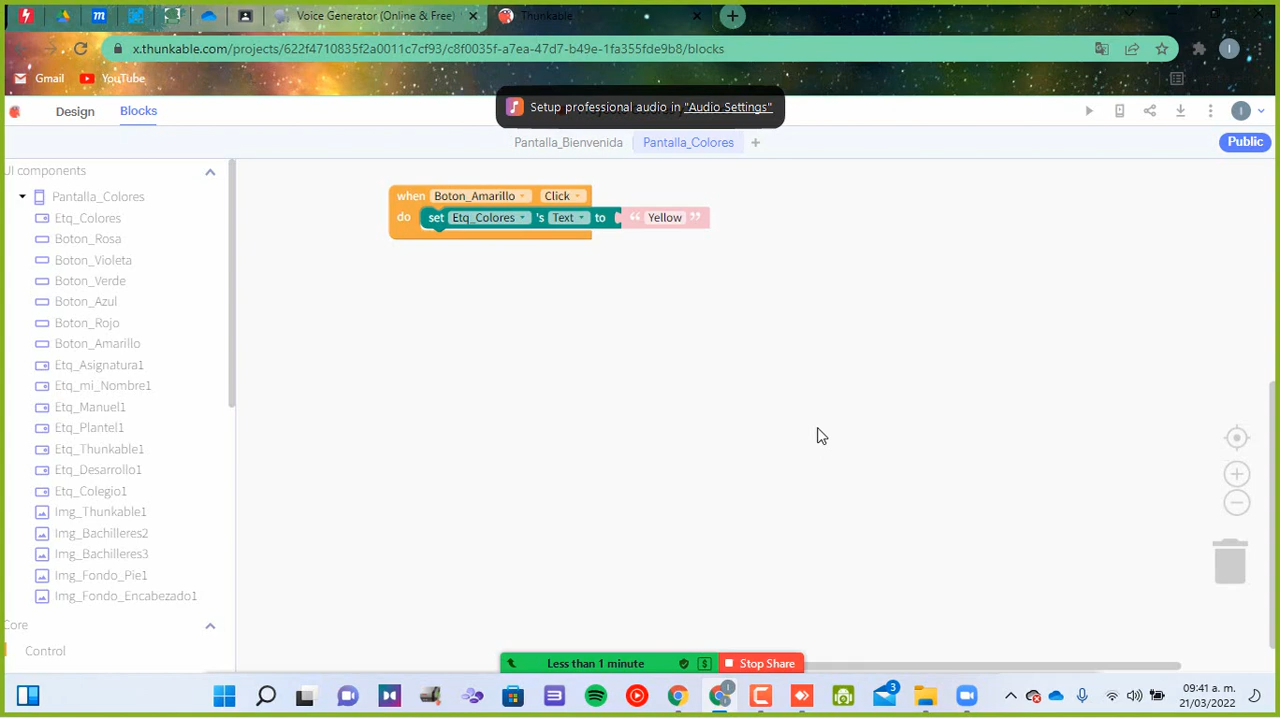 Voice Generator (Online & Free)
Thunkable
x.thunkable.com/projects/622f4710835f2a0011c7cf93/c8f0035f-a7ea-47d7-b49e-1fa355fde9b8/blocks
Gmail
YouTube
Design
Blocks
Setup professional audio in "Audio Settings"
Public
Pantalla_Bienvenida
Pantalla_Colores
UI components
Pantalla_Colores
Etq_Colores
Boton_Rosa
Boton_Violeta
Boton_Verde
Boton_Azul
Boton_Rojo
Boton_Amarillo
Etq_Asignatura1
Etq_mi_Nombre1
Etq_Manuel1
Etq_Plantel1
Etq_Thunkable1
Etq_Desarrollo1
Etq_Colegio1
Img_Thunkable1
Img_Bachilleres2
Img_Bachilleres3
Img_Fondo_Pie1
Img_Fondo_Encabezado1
Core
Control
when Boton_Amarillo Click
do set Etq_Colores 's Text to “ Yellow ”
Less than 1 minute
Stop Share
3
09:41 a. m.
21/03/2022